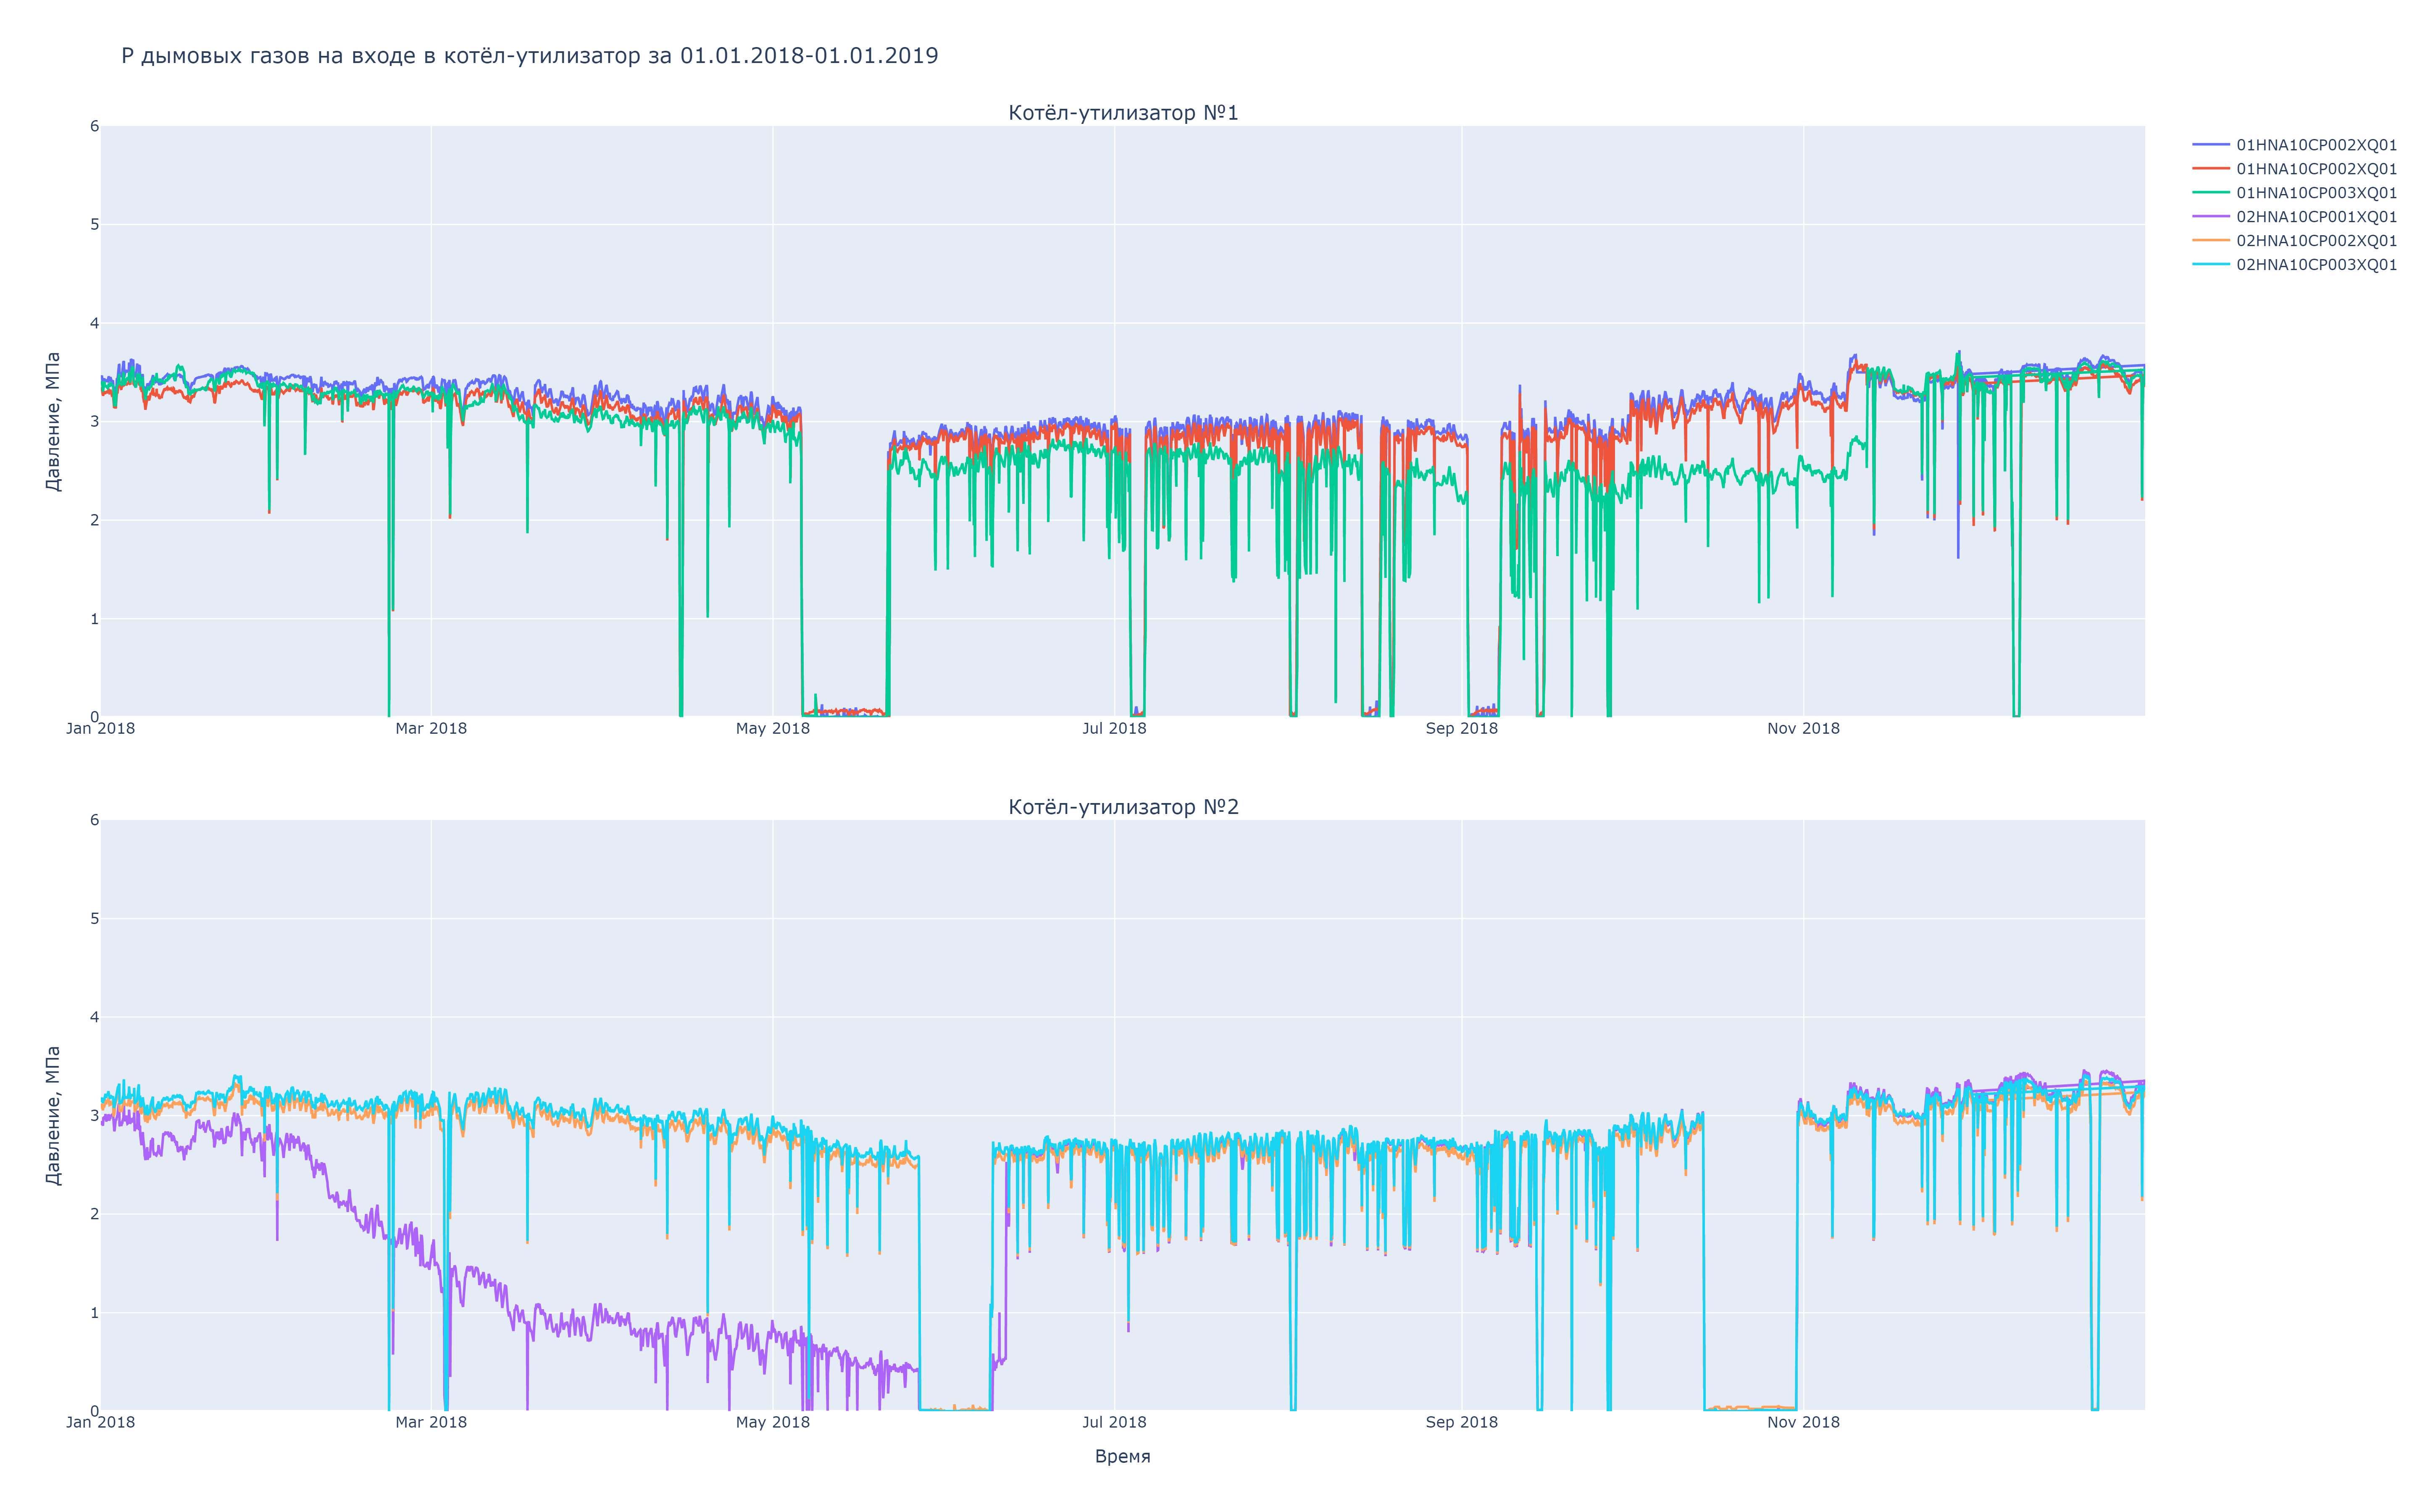 P дымовых газов на входе в котёл-утилизатор за 01.01.2018-01.01.2019
Котёл-утилизатор №1
Давление, МПа
6
5
4
3
2
1
0
Jan 2018 Mar 2018 May 2018 Jul 2018 Sep 2018 Nov 2018
01HNA10CP002XQ01
01HNA10CP002XQ01
01HNA10CP003XQ01
02HNA10CP001XQ01
02HNA10CP002XQ01
02HNA10CP003XQ01
Котёл-утилизатор №2
Давление, МПа
6
5
4
3
2
1
0
Jan 2018 Mar 2018 May 2018 Jul 2018 Sep 2018 Nov 2018
Время